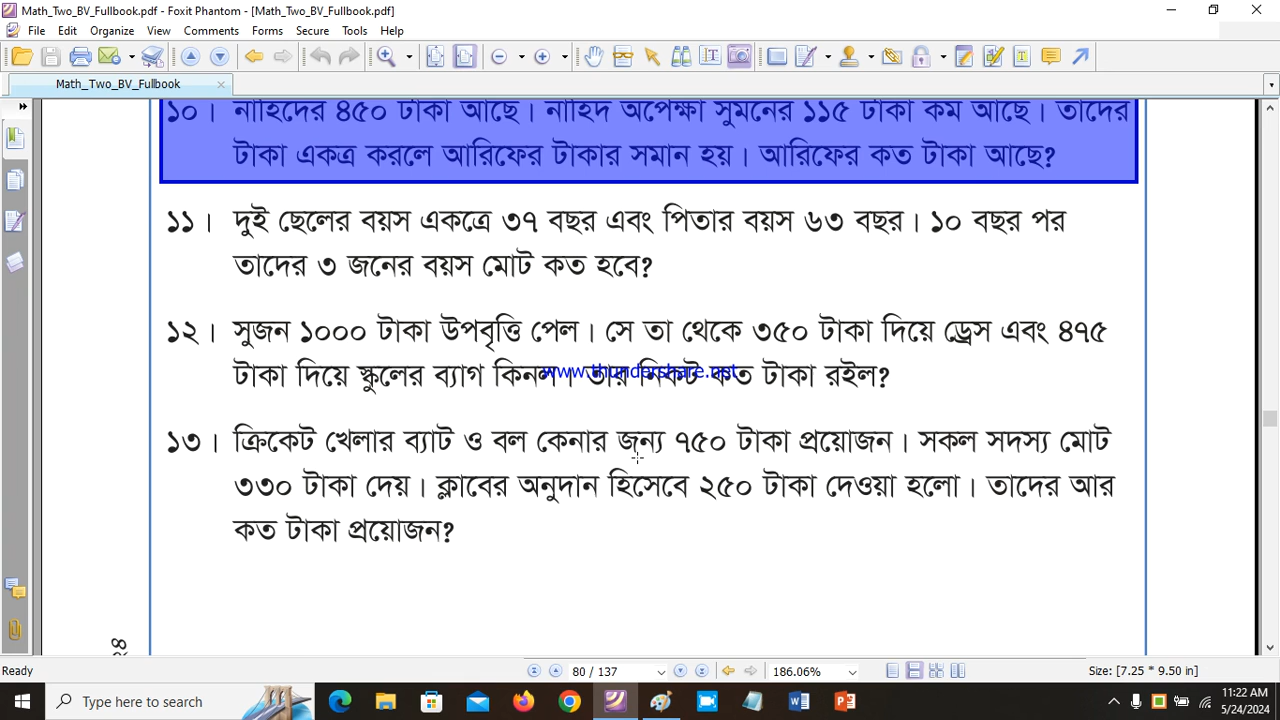 Math_Two_BV_Fullbook.pdf - Foxit Phantom - [Math_Two_BV_Fullbook.pdf]
File Edit Organize View Comments Forms Secure Tools Help
Math_Two_BV_Fullbook
১০। নাহিদের ৪৫০ টাকা আছে। নাহিদ অপেক্ষা সুমনের ১১৫ টাকা কম আছে। তাদের
টাকা একত্র করলে আরিফের টাকার সমান হয়। আরিফের কত টাকা আছে?
১১। দুই ছেলের বয়স একত্রে ৩৭ বছর এবং পিতার বয়স ৬৩ বছর। ১০ বছর পর
তাদের ৩ জনের বয়স মোট কত হবে?
১২। সুজন ১০০০ টাকা উপবৃত্তি পেল। সে তা থেকে ৩৫০ টাকা দিয়ে ড্রেস এবং ৪৭৫
টাকা দিয়ে স্কুলের ব্যাগ কিনল। তার নিকট কত টাকা রইল?
www.thundershare.net
১৩। ক্রিকেট খেলার ব্যাট ও বল কেনার জন্য ৭৫০ টাকা প্রয়োজন। সকল সদস্য মোট
৩৩০ টাকা দেয়। ক্লাবের অনুদান হিসেবে ২৫০ টাকা দেওয়া হলো। তাদের আর
কত টাকা প্রয়োজন?
Ready 80 / 137 186.06% Size: [7.25 * 9.50 in]
Type here to search
11:22 AM
5/24/2024